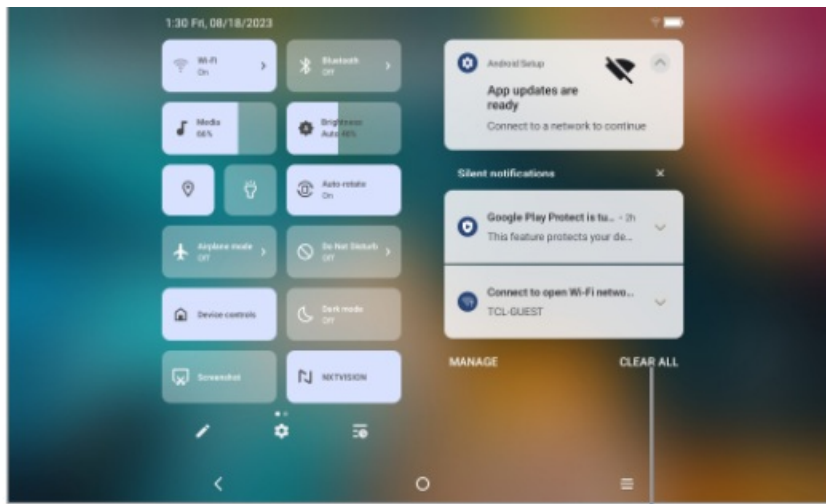 1:30 Fri, 08/18/2023
Wi-Fi
On
Bluetooth
Off
Media
66%
Brightness
Auto 46%
Auto-rotate
On
Airplane mode
Off
Do Not Disturb
Off
Device controls
Dark mode
Off
Screenshot
NXTVISION
Android Setup
App updates are
ready
Connect to a network to continue
Silent notifications
Google Play Protect is tu... • 2h
This feature protects your de...
Connect to open Wi-Fi netwo...
TCL-GUEST
MANAGE
CLEAR ALL